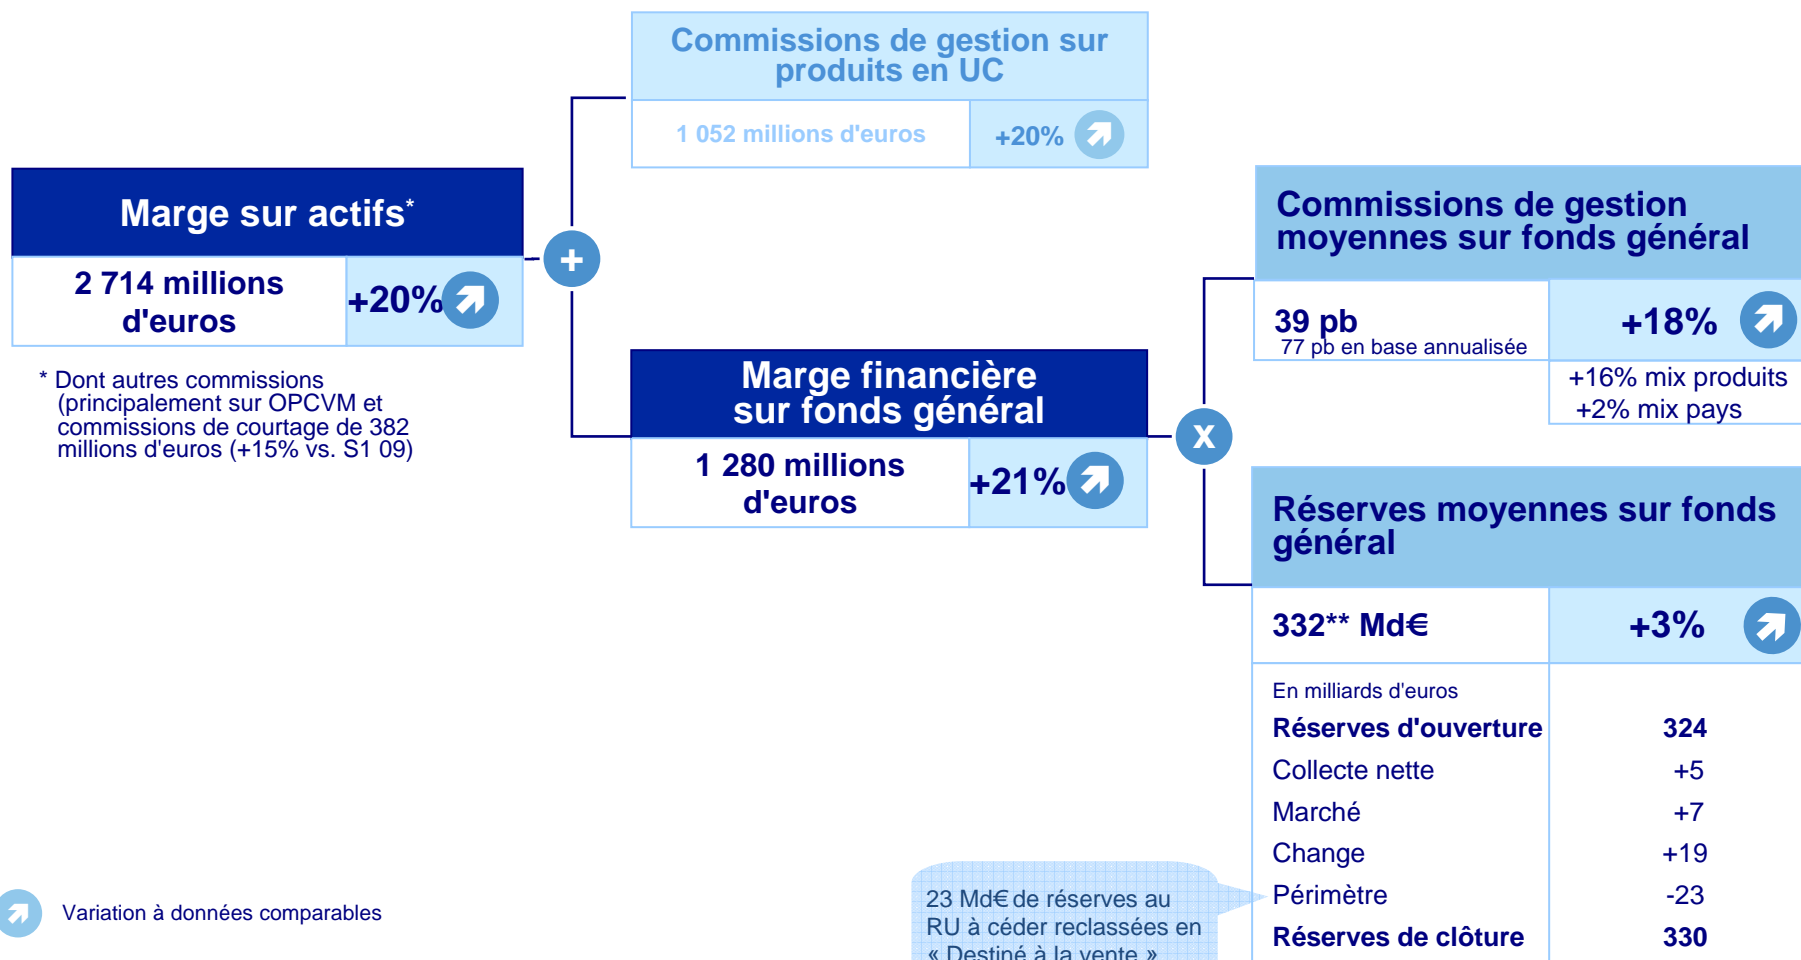 Commissions de gestion sur
produits en UC
1 052 millions d'euros
+20%
Marge sur actifs*
2 714 millions
d'euros
+20%
* Dont autres commissions
(principalement sur OPCVM et
commissions de courtage de 382
millions d'euros (+15% vs. S1 09)
+
Marge financière
sur fonds général
1 280 millions
d'euros
+21%
x
Commissions de gestion
moyennes sur fonds général
39 pb
77 pb en base annualisée
+18%
+16% mix produits
+2% mix pays
Réserves moyennes sur fonds
général
332** Md€
+3%
En milliards d'euros
Réserves d'ouverture 324
Collecte nette +5
Marché +7
Change +19
Périmètre -23
Réserves de clôture 330
23 Md€ de réserves au
RU à céder reclassées en
« Destiné à la vente »
Variation à données comparables